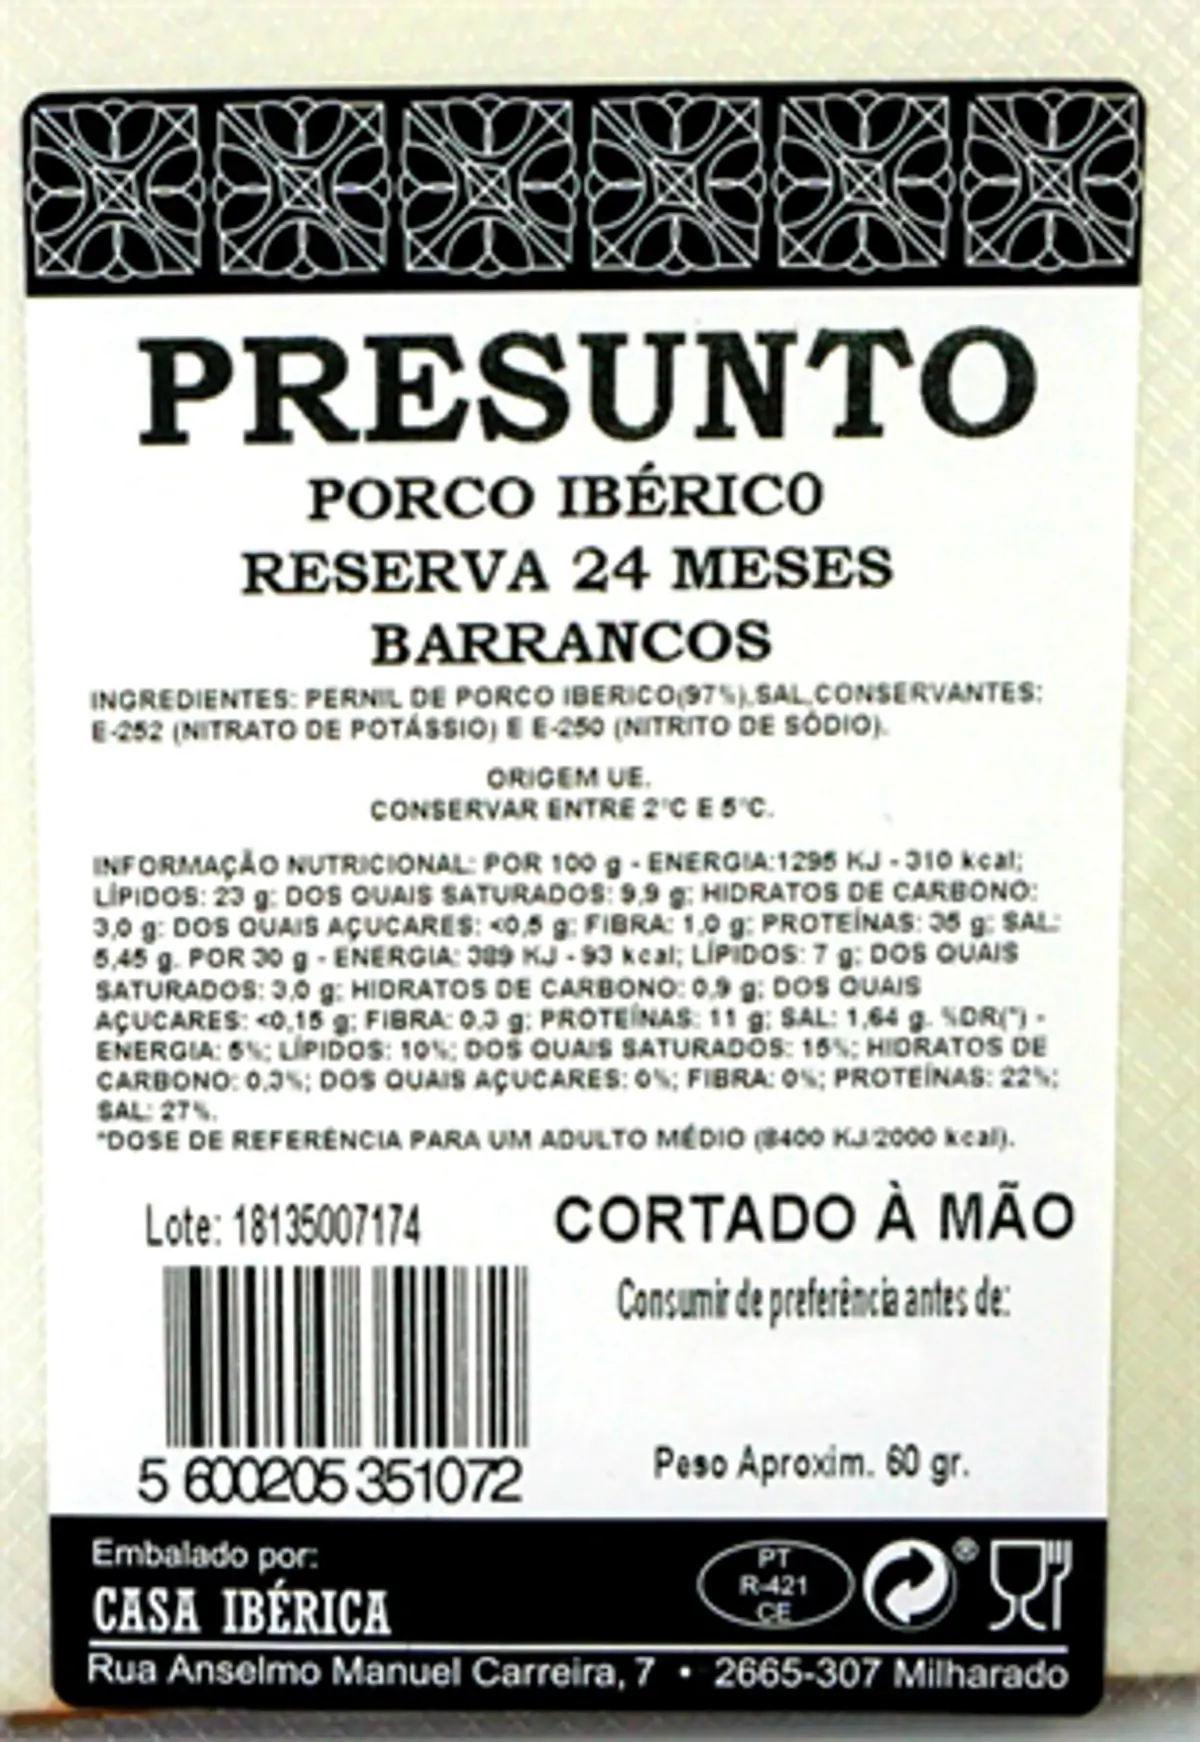 PRESUNTO
PORCO IBÉRICO
RESERVA 24 MESES
BARRANCOS
INGREDIENTES: PERNIL DE PORCO IBERICO(97%),SAL,CONSERVANTES:
E-252 (NITRATO DE POTÁSSIO) E E-250 (NITRITO DE SÓDIO).
ORIGEM UE.
CONSERVAR ENTRE 2°C E 5°C.
INFORMAÇÃO NUTRICIONAL: POR 100 g - ENERGIA:1295 KJ - 310 kcal;
LÍPIDOS: 23 g; DOS QUAIS SATURADOS: 9,9 g; HIDRATOS DE CARBONO:
3,0 g; DOS QUAIS AÇUCARES: <0,5 g; FIBRA: 1,0 g; PROTEÍNAS: 35 g; SAL:
5,45 g. POR 30 g - ENERGIA: 389 KJ - 93 kcal; LÍPIDOS: 7 g; DOS QUAIS
SATURADOS: 3,0 g; HIDRATOS DE CARBONO: 0,9 g; DOS QUAIS
AÇUCARES: <0,15 g; FIBRA: 0,3 g; PROTEÍNAS: 11 g; SAL: 1,64 g. %DR(*) -
ENERGIA: 5%; LÍPIDOS: 10%; DOS QUAIS SATURADOS: 15%; HIDRATOS DE
CARBONO: 0,3%; DOS QUAIS AÇUCARES: 0%; FIBRA: 0%; PROTEÍNAS: 22%;
SAL: 27%.
*DOSE DE REFERÊNCIA PARA UM ADULTO MÉDIO (8400 KJ/2000 kcal).
Lote: 18135007174
CORTADO À MÃO
Consumir de preferência antes de:
5 600205 351072
Peso Aproxim. 60 gr.
Embalado por:
CASA IBÉRICA
PT
R-421
CE
®
Rua Anselmo Manuel Carreira, 7 • 2665-307 Milharado